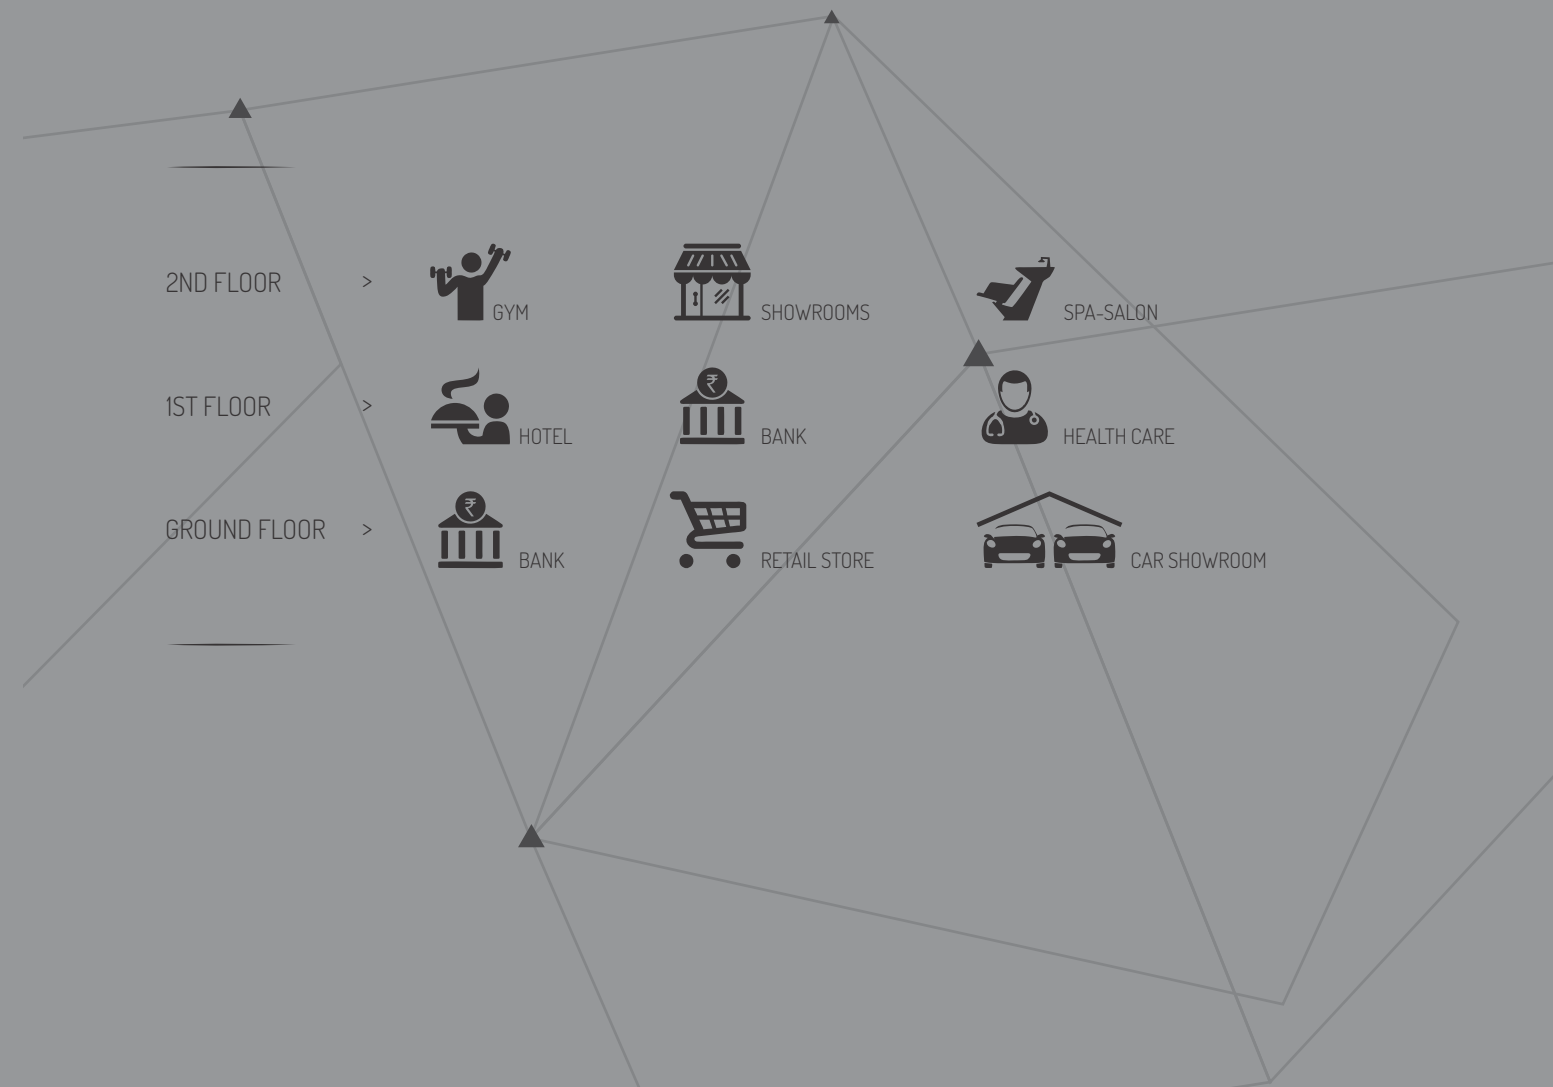 2ND FLOOR > GYM SHOWROOMS SPA-SALON
1ST FLOOR > HOTEL ₹ BANK HEALTH CARE
GROUND FLOOR > ₹ BANK RETAIL STORE CAR SHOWROOM